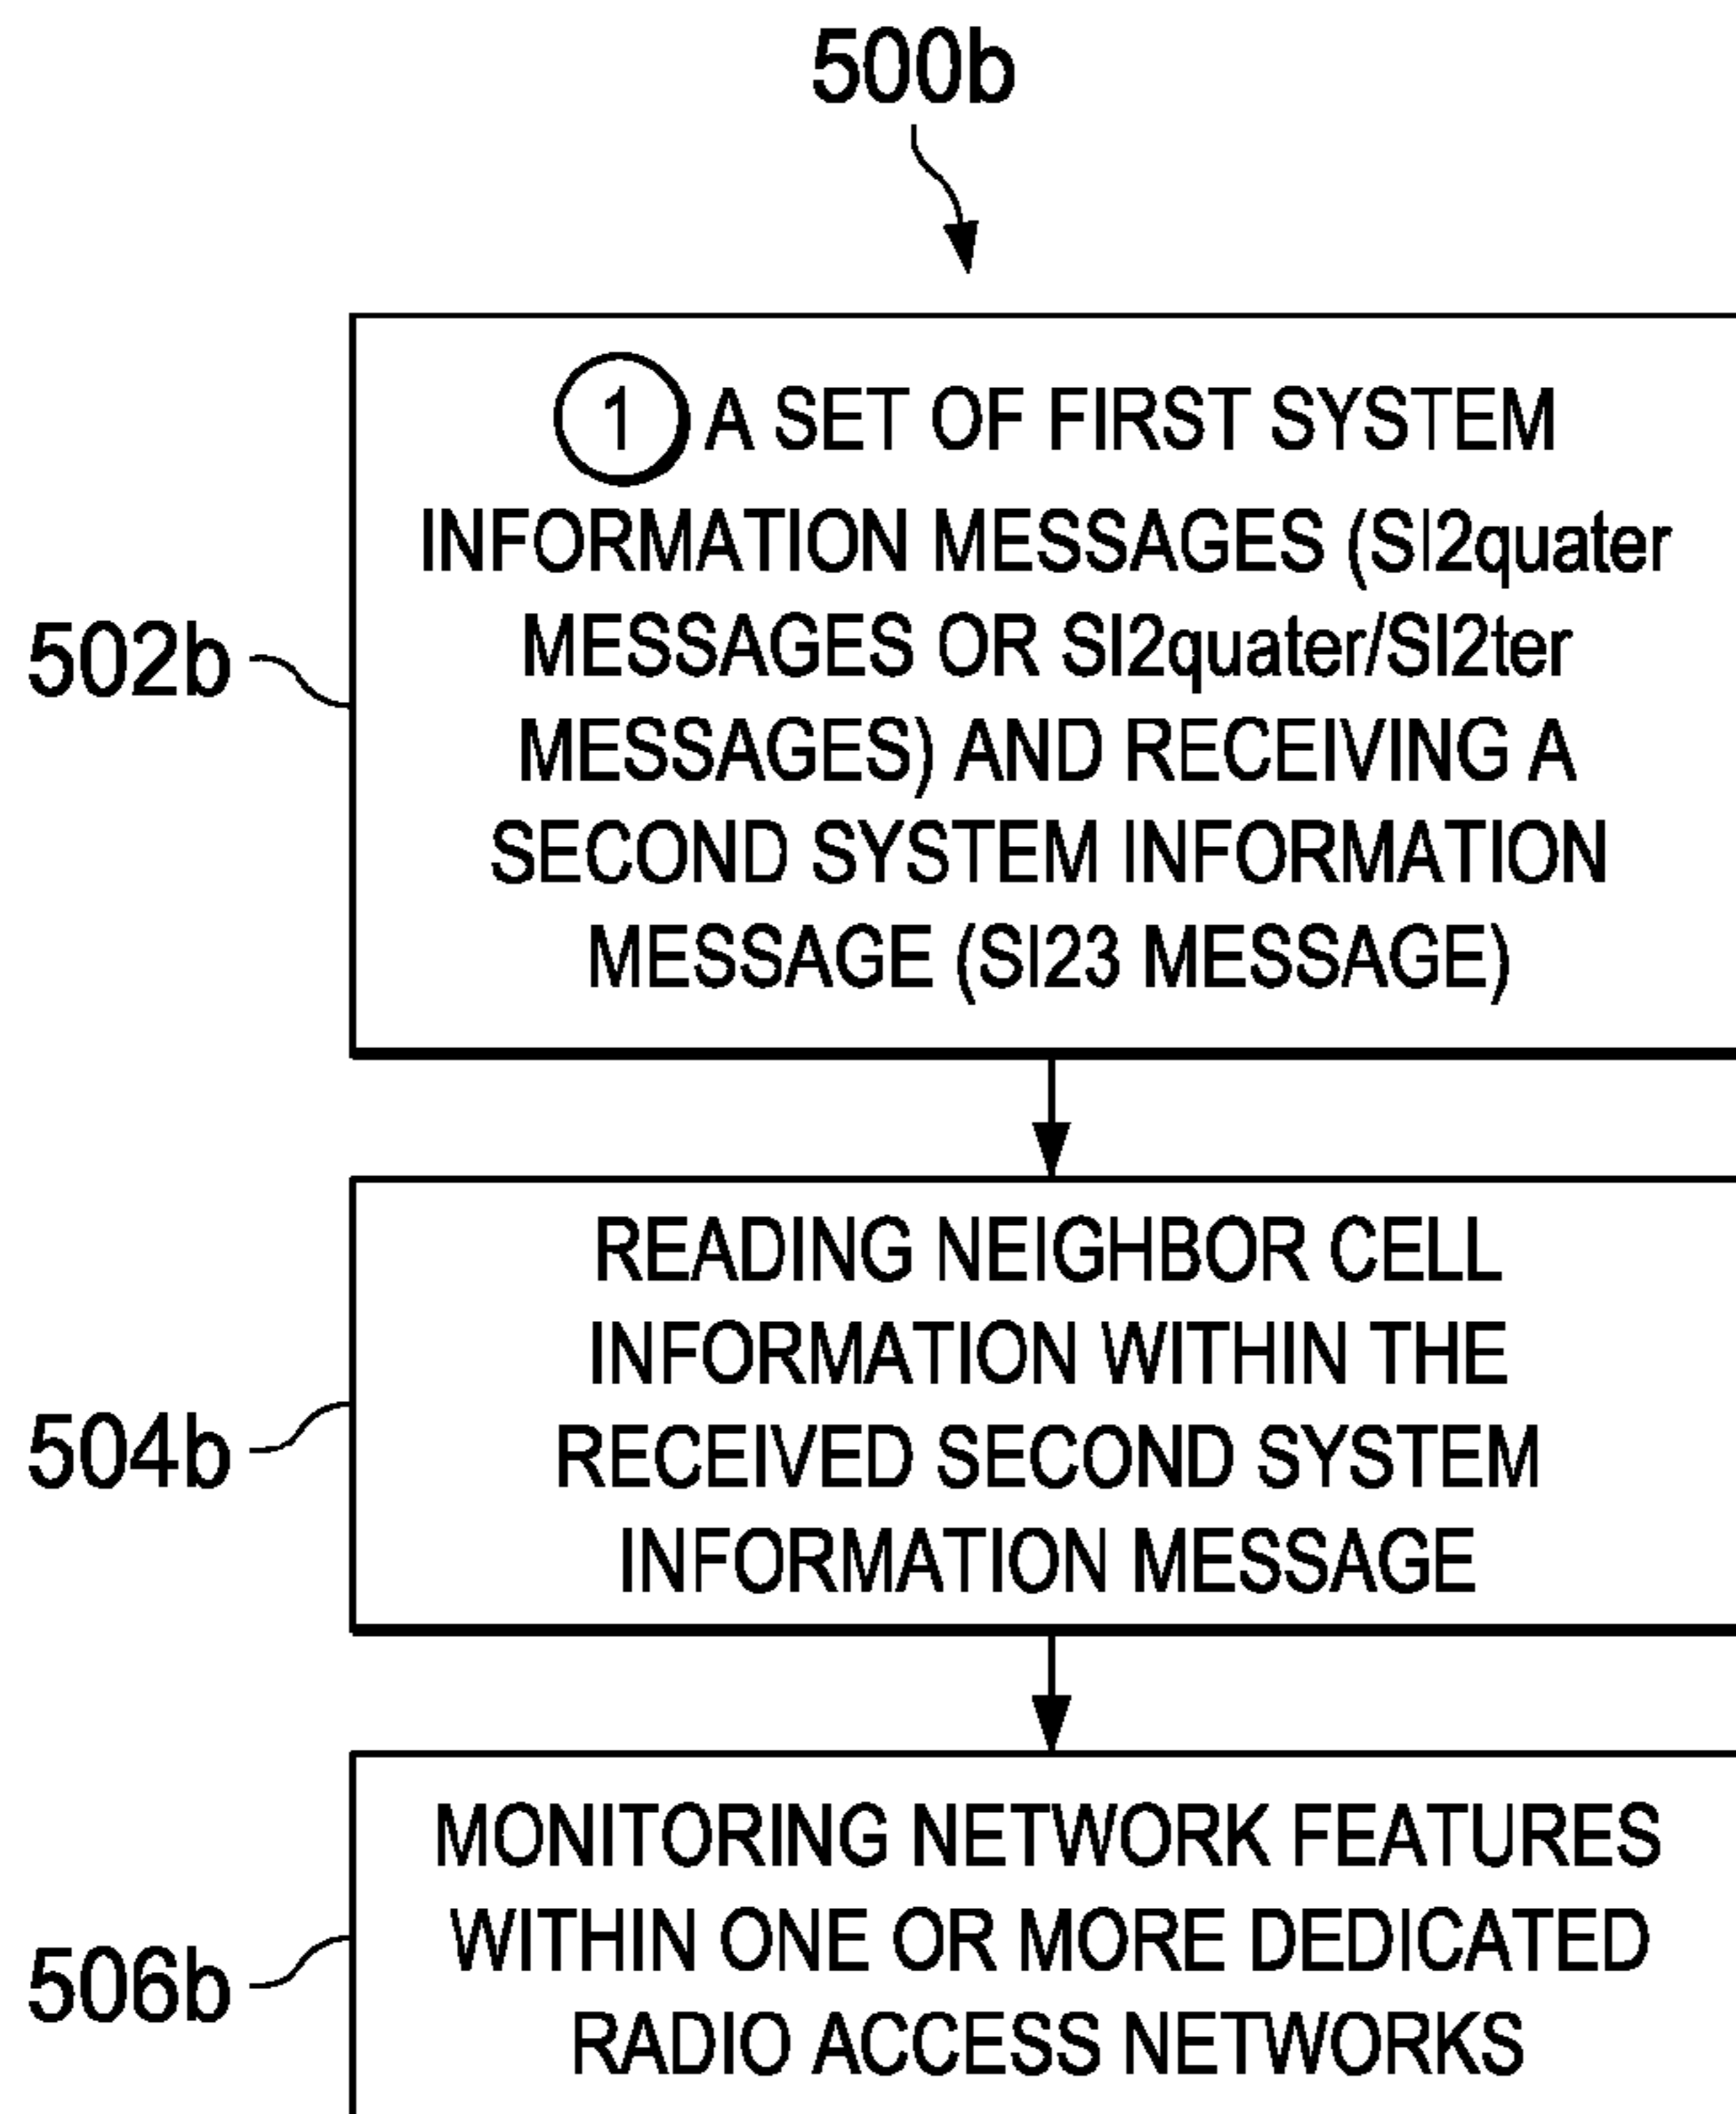 500b
1 A SET OF FIRST SYSTEM
INFORMATION MESSAGES (SI2quater
MESSAGES OR SI2quater/SI2ter
MESSAGES) AND RECEIVING A
SECOND SYSTEM INFORMATION
MESSAGE (SI23 MESSAGE)
502b
READING NEIGHBOR CELL
INFORMATION WITHIN THE
RECEIVED SECOND SYSTEM
INFORMATION MESSAGE
504b
MONITORING NETWORK FEATURES
WITHIN ONE OR MORE DEDICATED
RADIO ACCESS NETWORKS
506b